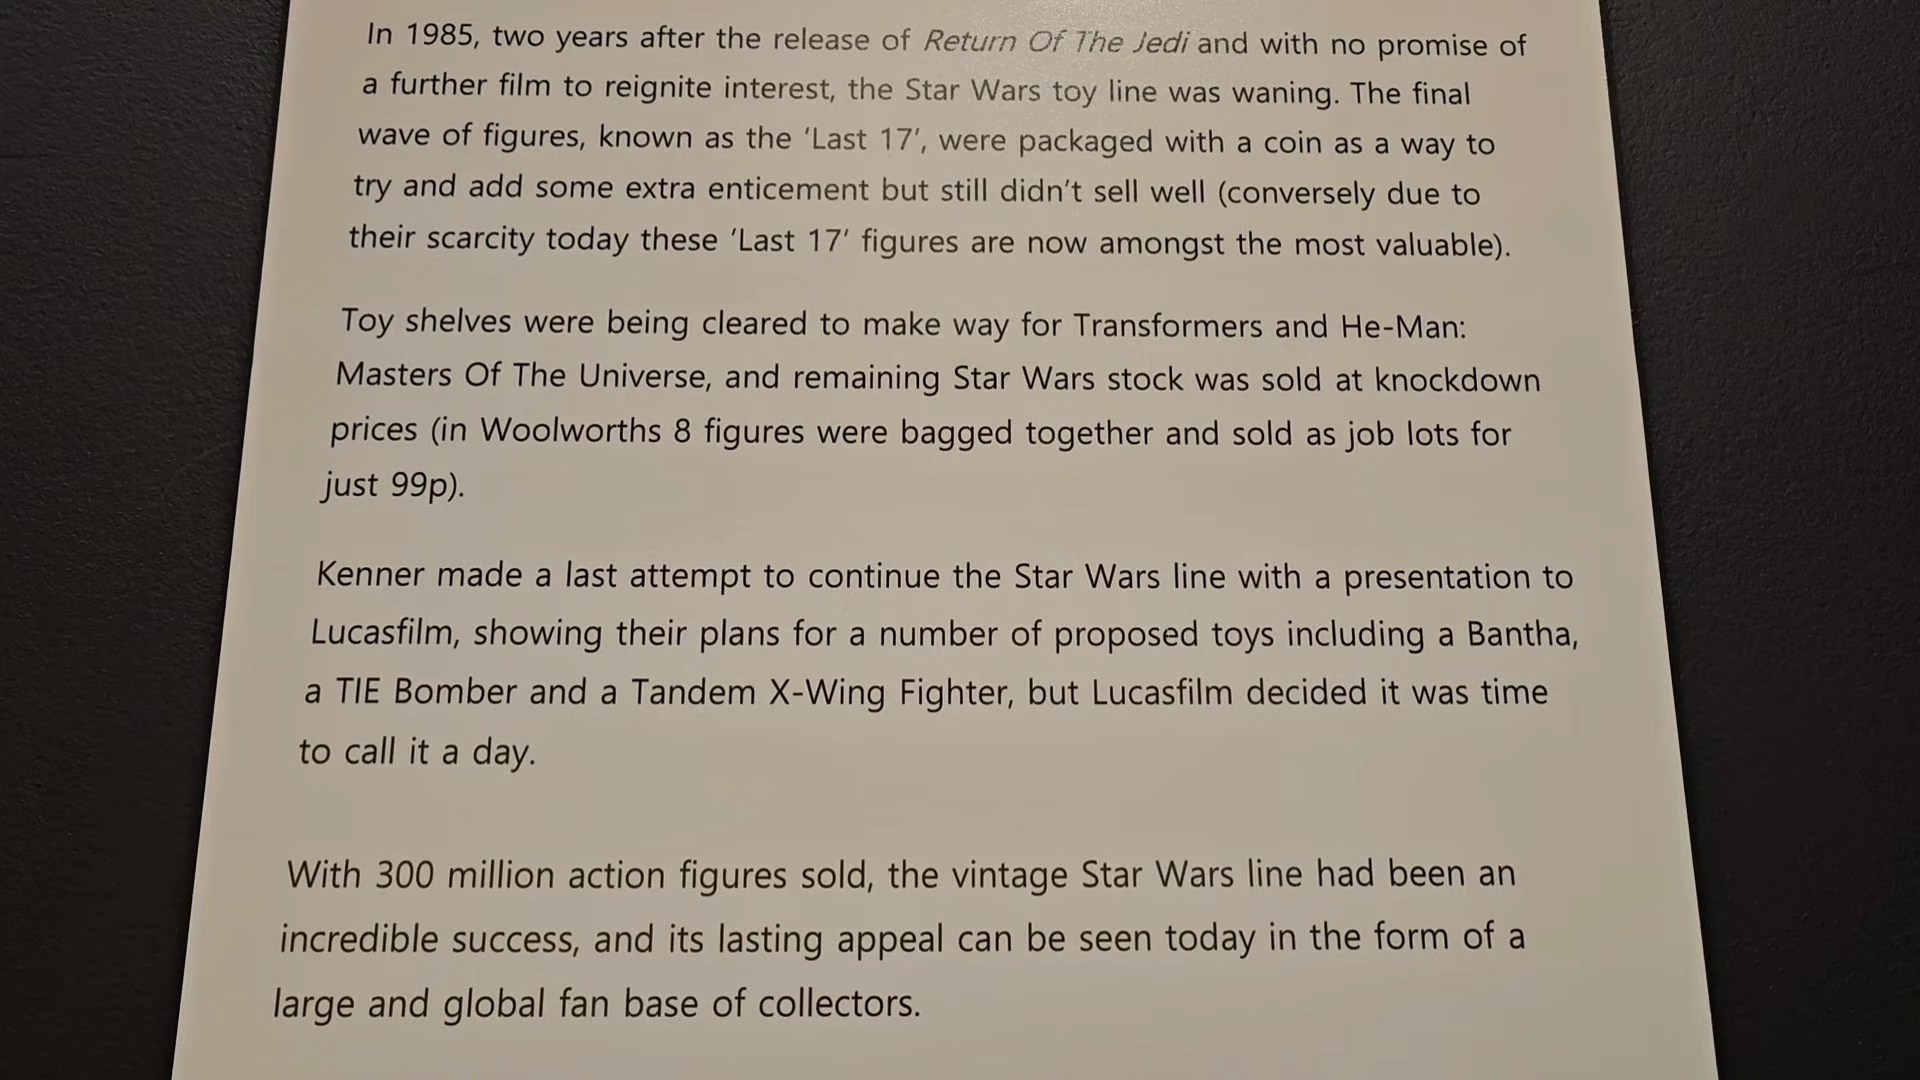 In 1985, two years after the release of Return Of The Jedi and with no promise of
a further film to reignite interest, the Star Wars toy line was waning. The final
wave of figures, known as the ‘Last 17’, were packaged with a coin as a way to
try and add some extra enticement but still didn’t sell well (conversely due to
their scarcity today these ‘Last 17’ figures are now amongst the most valuable).
Toy shelves were being cleared to make way for Transformers and He-Man:
Masters Of The Universe, and remaining Star Wars stock was sold at knockdown
prices (in Woolworths 8 figures were bagged together and sold as job lots for
just 99p).
Kenner made a last attempt to continue the Star Wars line with a presentation to
Lucasfilm, showing their plans for a number of proposed toys including a Bantha,
a TIE Bomber and a Tandem X-Wing Fighter, but Lucasfilm decided it was time
to call it a day.
With 300 million action figures sold, the vintage Star Wars line had been an
incredible success, and its lasting appeal can be seen today in the form of a
large and global fan base of collectors.